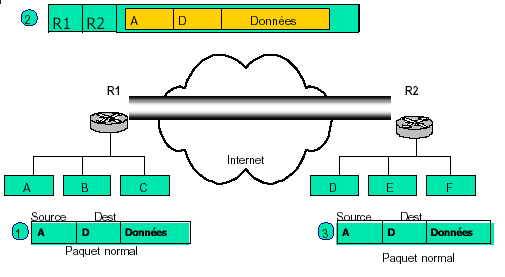 2 R1 R2 A D Données
R1 R2
Internet
A B C D E F
Source Dest Source Dest
1 A D Données 3 A D Données
Paquet normal Paquet normal